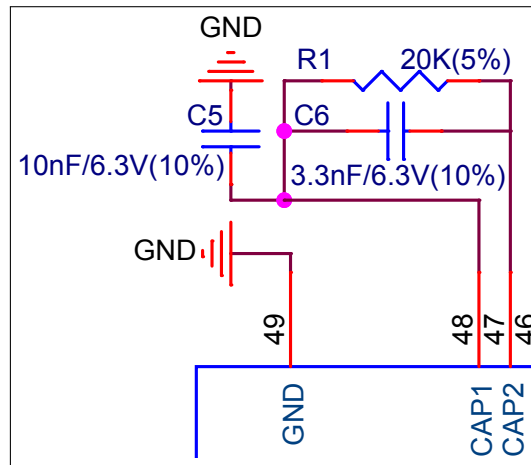 GND
R1
20K(5%)
C5
C6
10nF/6.3V(10%)
3.3nF/6.3V(10%)
GND
49
48
47
46
GND
CAP1
CAP2